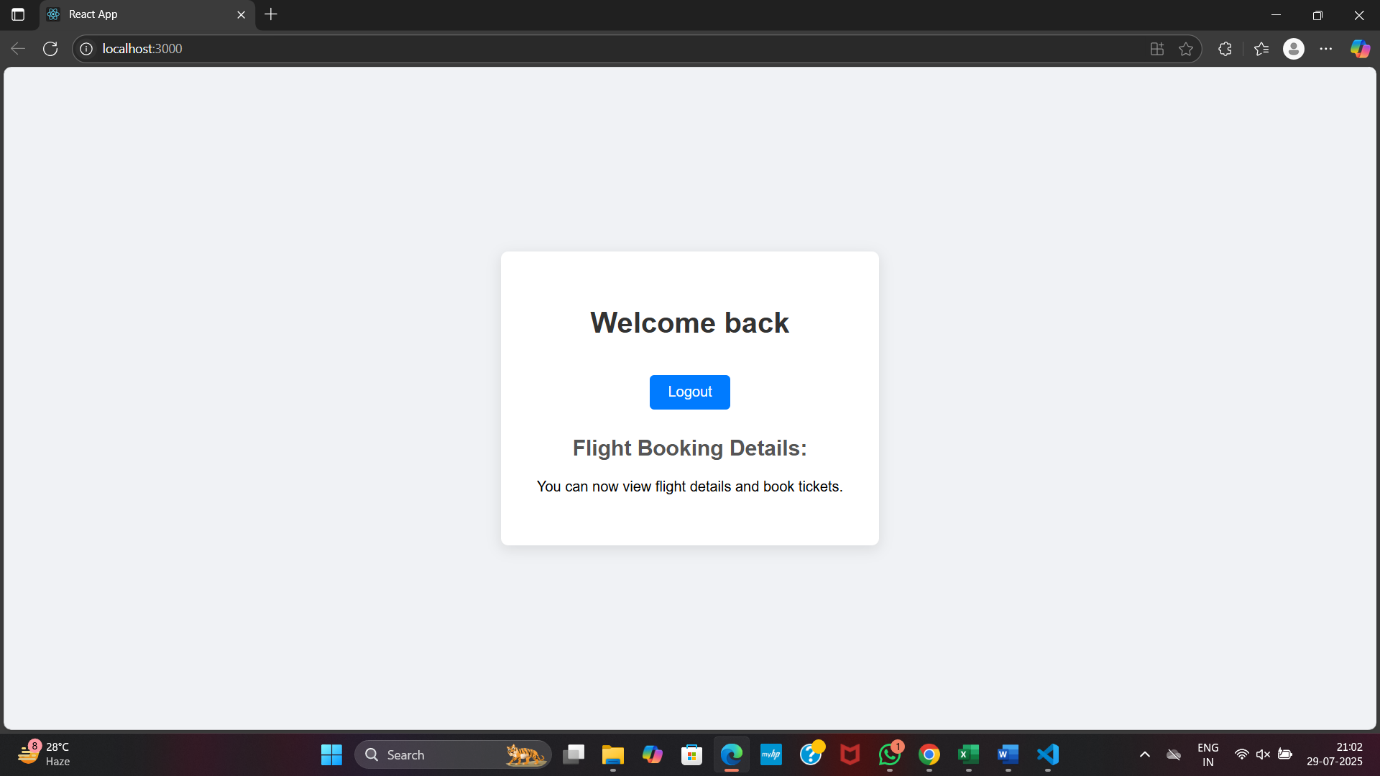 React App
localhost:3000
Welcome back
Logout
Flight Booking Details:
You can now view flight details and book tickets.
8
28°C
Haze
Search
myhp
1
ENG
IN
21:02
29-07-2025